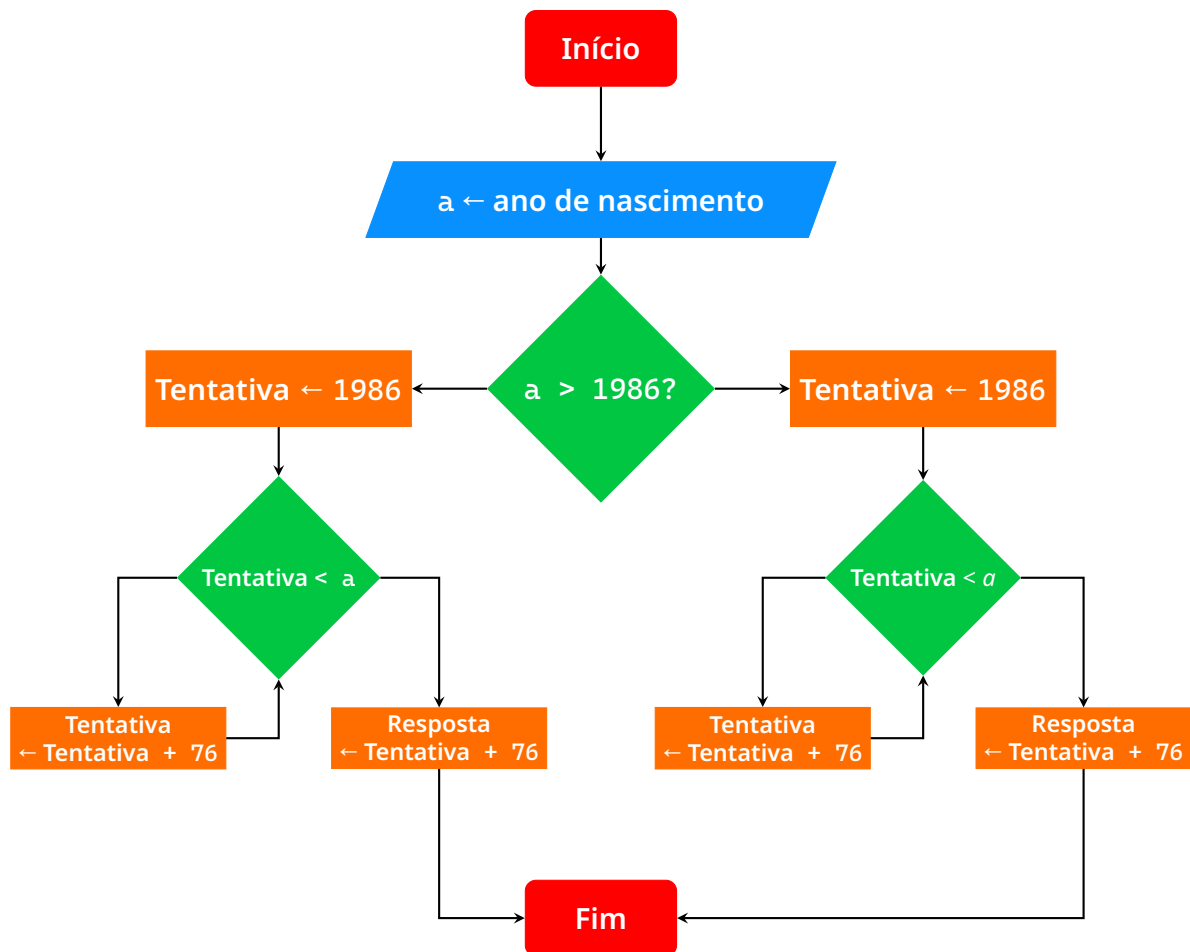 Início
a ← ano de nascimento
a > 1986?
Tentativa ← 1986
Tentativa ← 1986
Tentativa < a
Tentativa < a
Tentativa
← Tentativa + 76
Resposta
← Tentativa + 76
Tentativa
← Tentativa + 76
Resposta
← Tentativa + 76
Fim